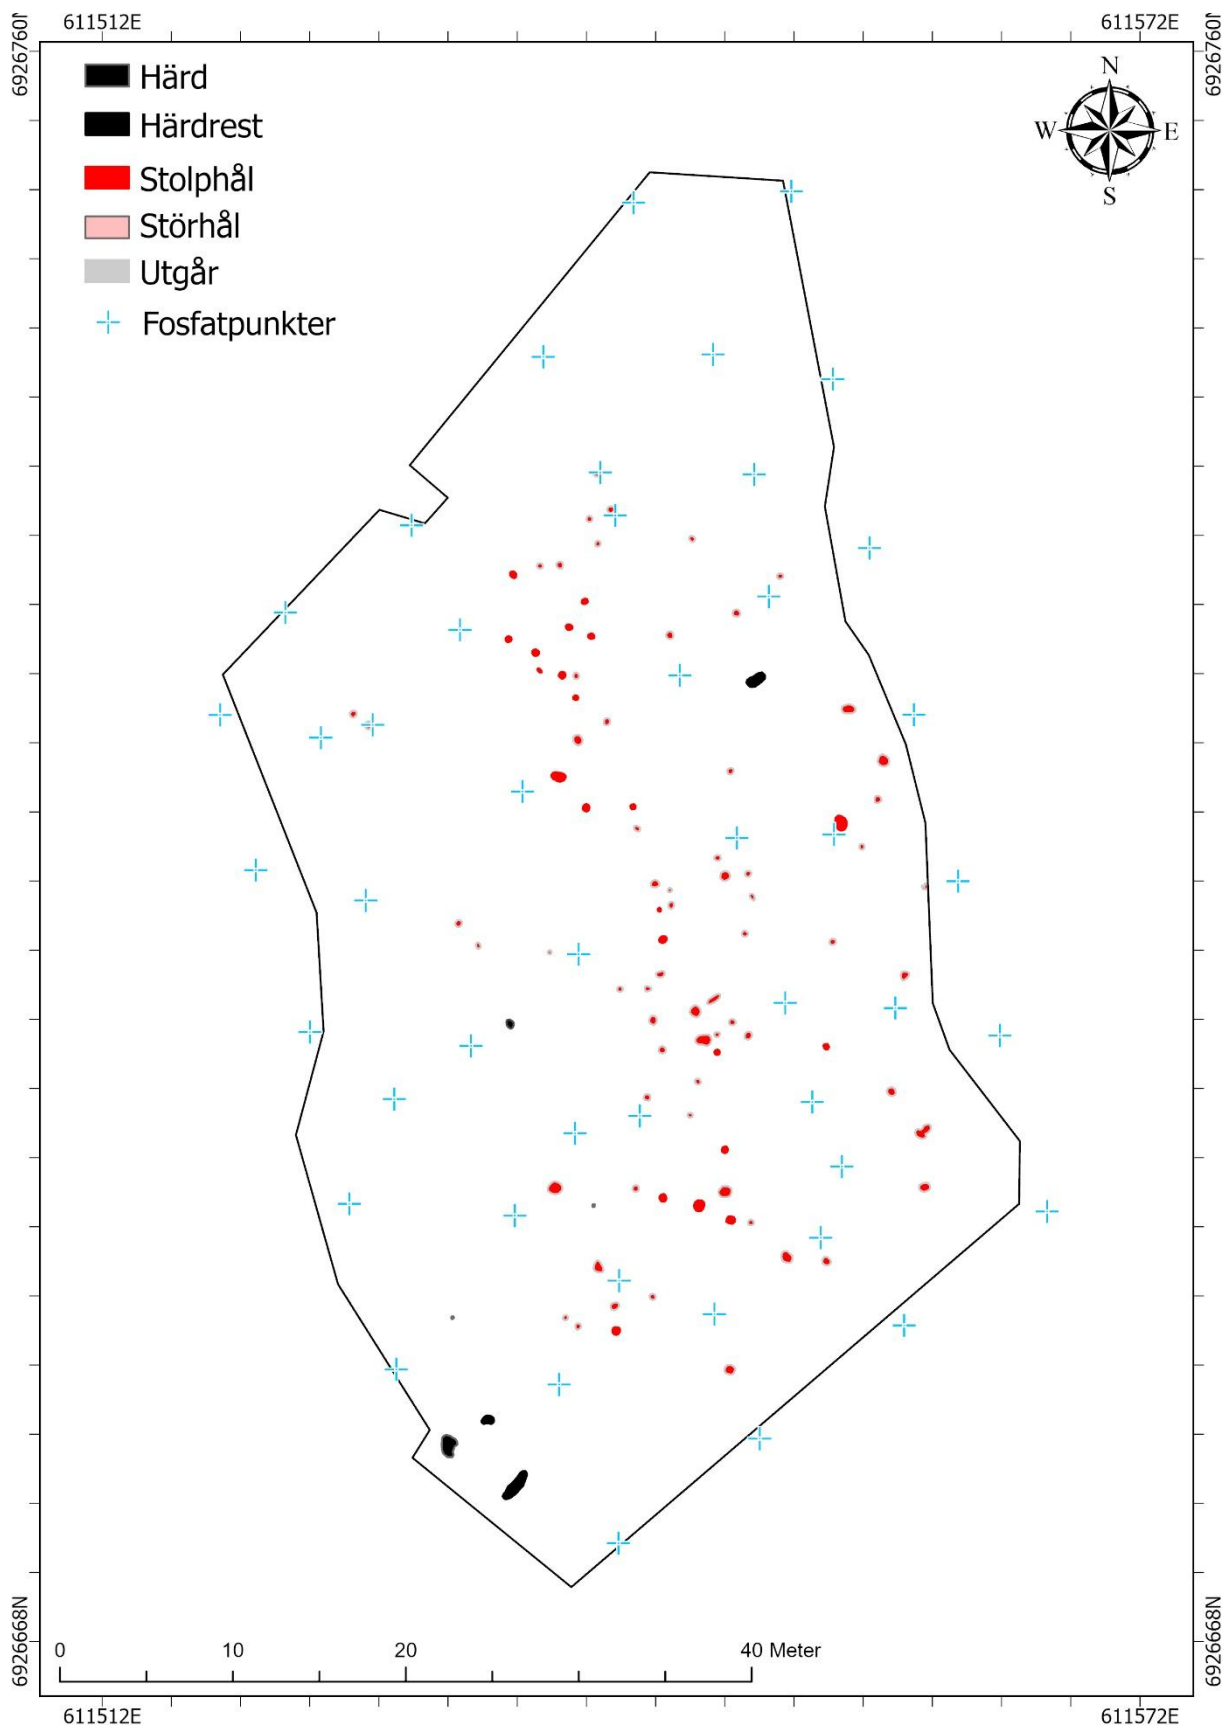 611512E 611572E
6926760N 6926760N
Härd
Härdrest
Stolphål
Störhål
Utgår
Fosfatpunkter
N
W E
S
6926668N 6926668N
0 10 20 40 Meter
611512E 611572E